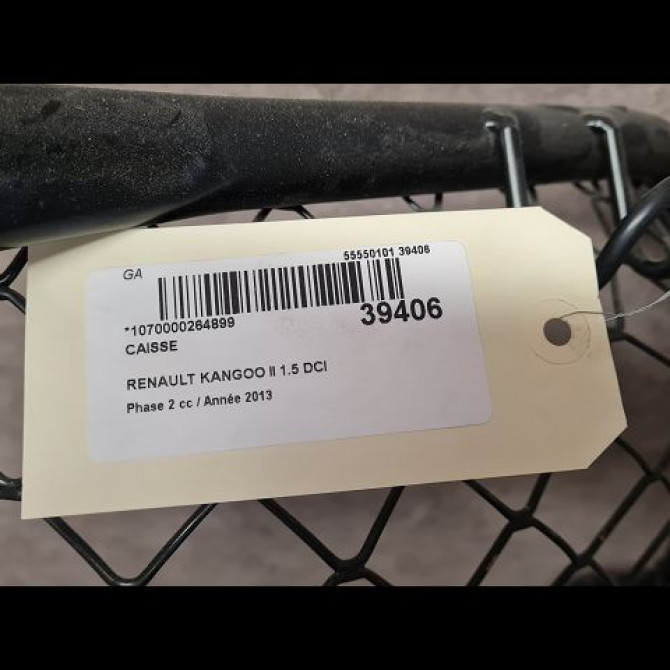 GA
55550101 39406
39406
*1070000264899
CAISSE
RENAULT KANGOO II 1.5 DCI
Phase 2 cc / Année 2013